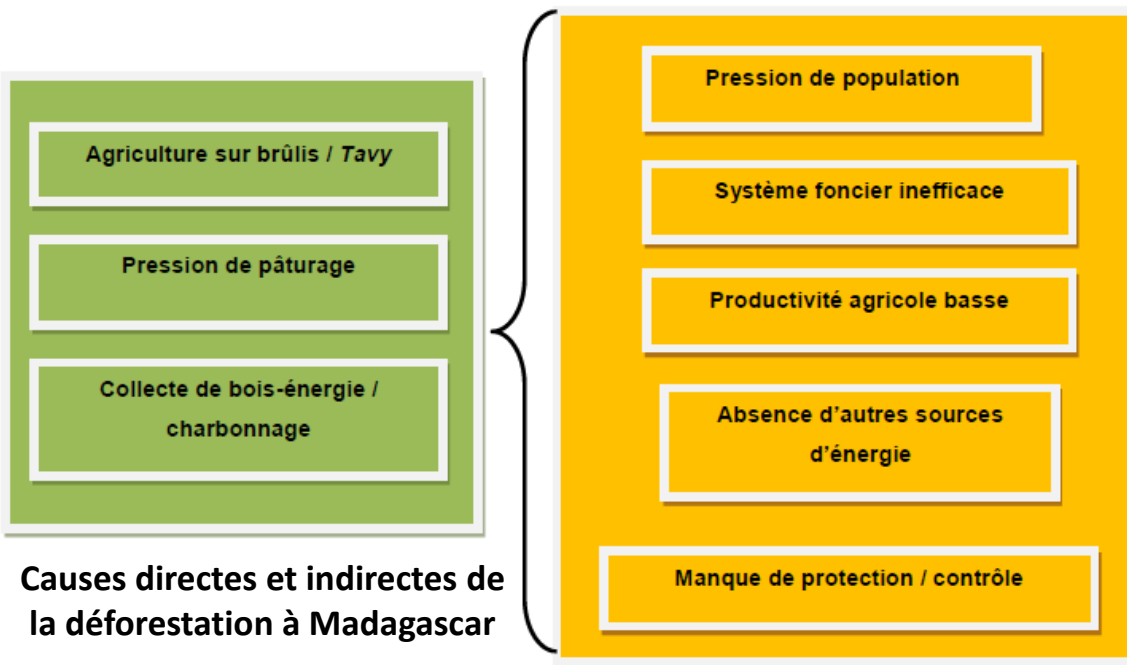 Agriculture sur brûlis / Tavy
Pression de pâturage
Collecte de bois-énergie /
charbonnage
Causes directes et indirectes de
la déforestation à Madagascar
Pression de population
Système foncier inefficace
Productivité agricole basse
Absence d’autres sources
d’énergie
Manque de protection / contrôle